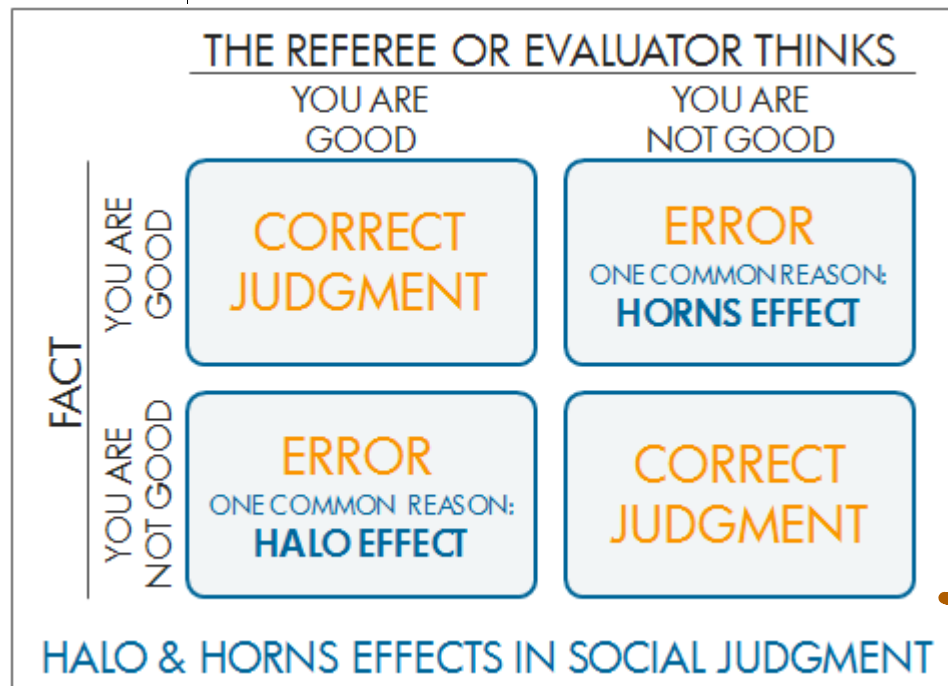 THE REFEREE OR EVALUATOR THINKS
YOU ARE
GOOD
YOU ARE
NOT GOOD
FACT
YOU ARE
GOOD
CORRECT
JUDGMENT
ERROR
ONE COMMON REASON:
HORNS EFFECT
YOU ARE
NOT GOOD
ERROR
ONE COMMON REASON:
HALO EFFECT
CORRECT
JUDGMENT
HALO & HORNS EFFECTS IN SOCIAL JUDGMENT